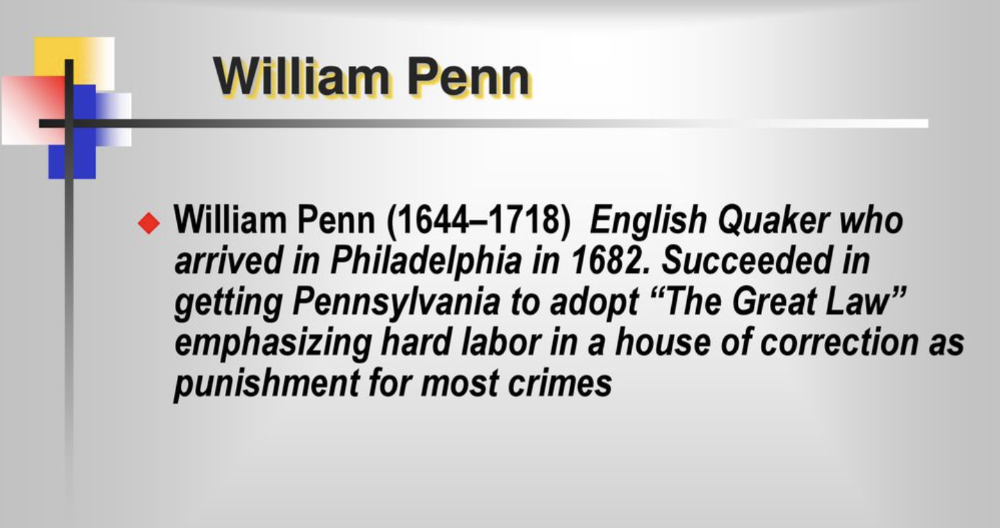 William Penn
William Penn (1644–1718)  English Quaker who
arrived in Philadelphia in 1682. Succeeded in
getting Pennsylvania to adopt “The Great Law”
emphasizing hard labor in a house of correction as
punishment for most crimes